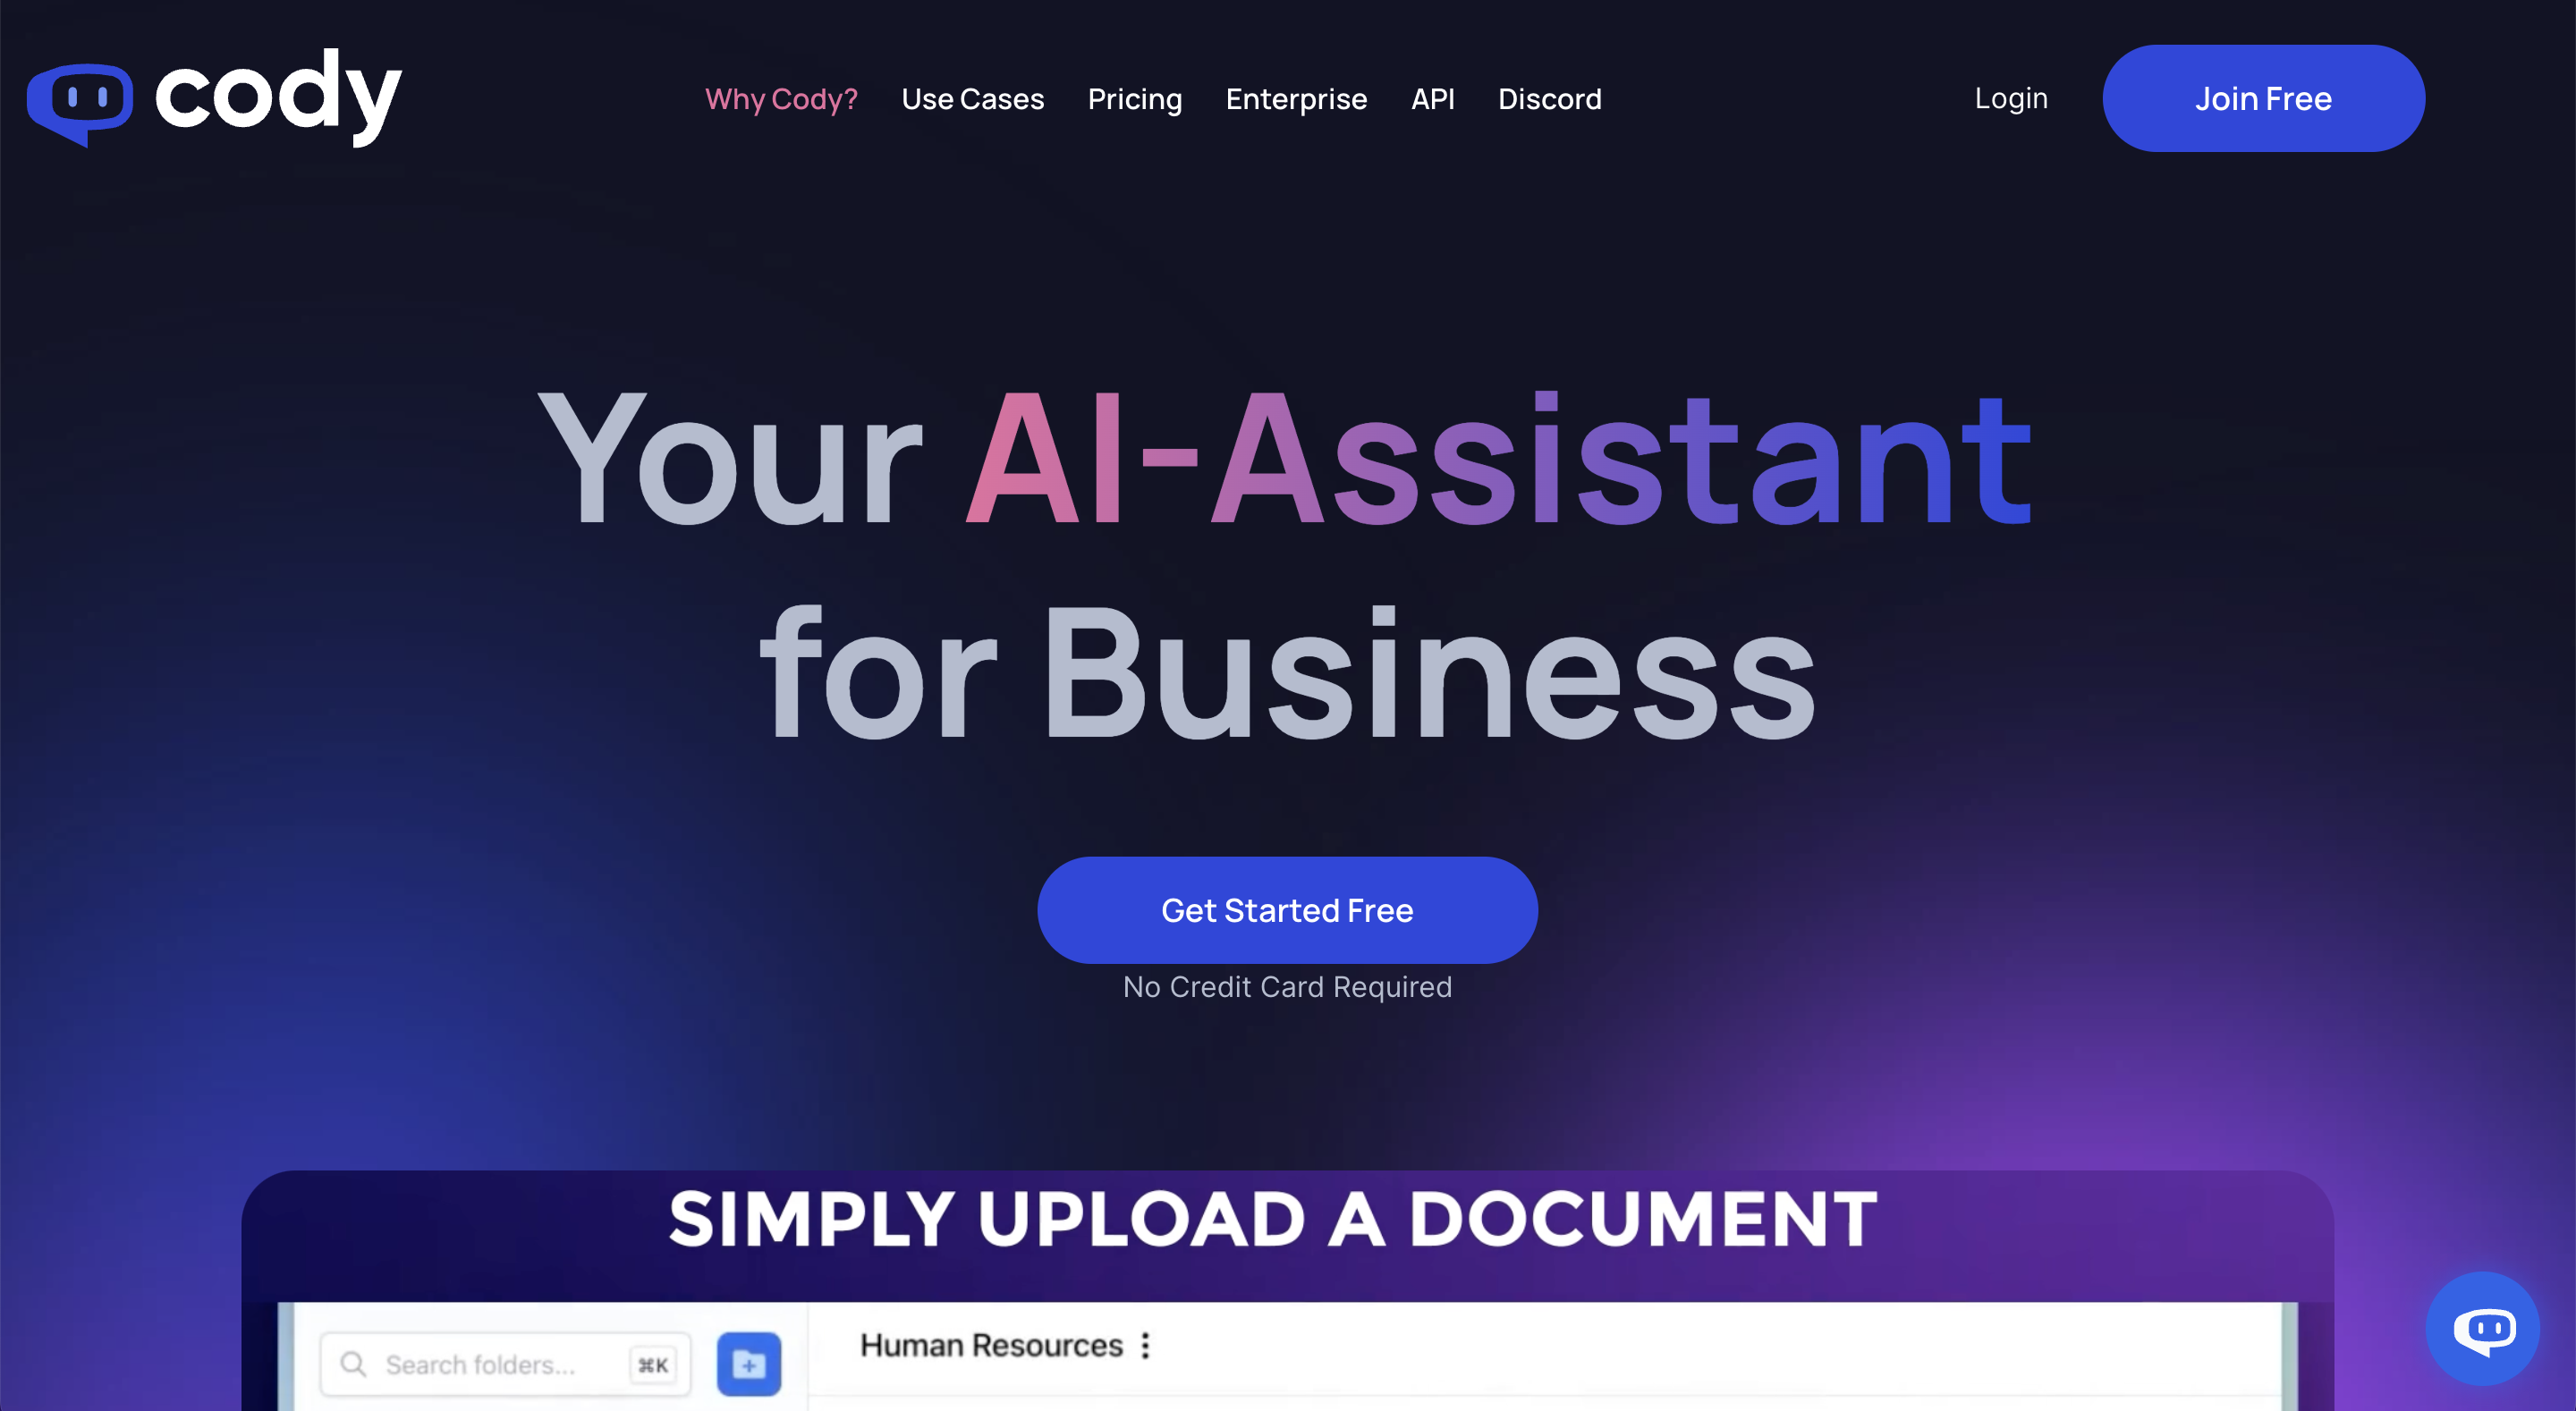 cody
Why Cody? Use Cases Pricing Enterprise API Discord
Login
Join Free
Your AI-Assistant
for Business
Get Started Free
No Credit Card Required
SIMPLY UPLOAD A DOCUMENT
Search folders... ⌘K
Human Resources